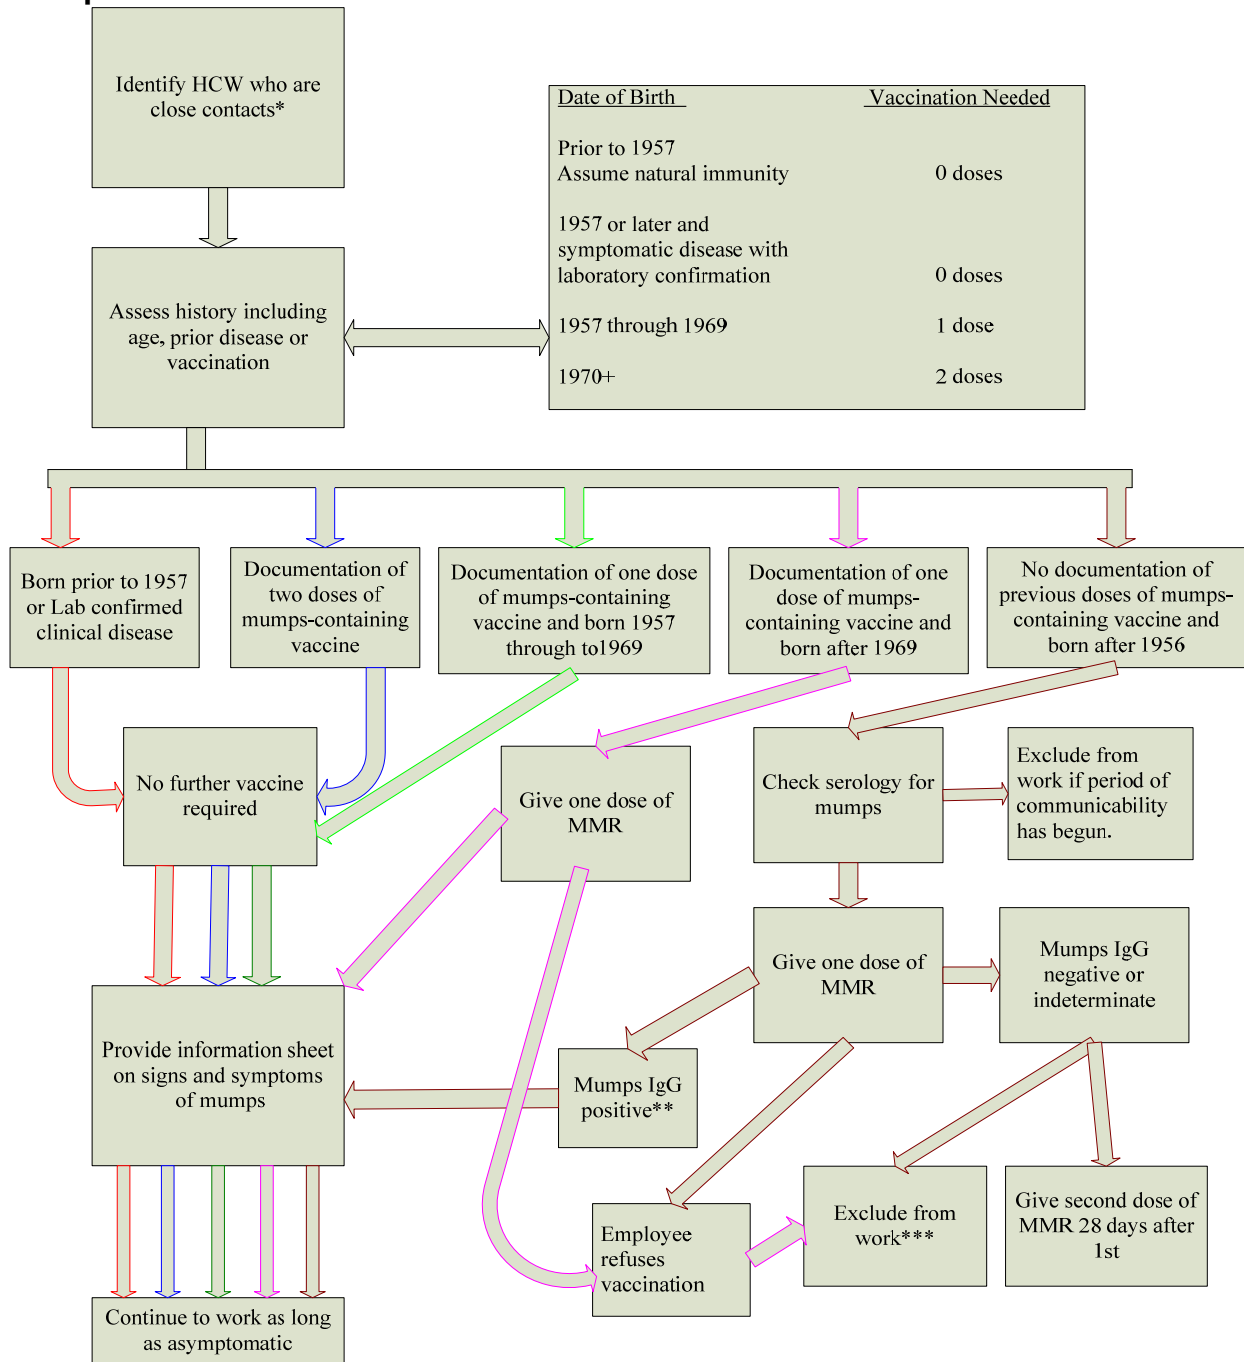 Identify HCW who are
close contacts*
Date of Birth Vaccination Needed
Prior to 1957
Assume natural immunity 0 doses
1957 or later and
symptomatic disease with
laboratory confirmation 0 doses
1957 through 1969 1 dose
1970+ 2 doses
Assess history including
age, prior disease or
vaccination
Born prior to 1957
or Lab confirmed
clinical disease
Documentation of
two doses of
mumps-containing
vaccine
Documentation of one dose
of mumps-containing
vaccine and born 1957
through to1969
Documentation of one
dose of mumps-
containing vaccine and
born after 1969
No documentation of
previous doses of mumps-
containing vaccine and
born after 1956
No further vaccine
required
Give one dose of
MMR
Check serology for
mumps
Exclude from
work if period of
communicability
has begun.
Give one dose of
MMR
Mumps IgG
negative or
indeterminate
Provide information sheet
on signs and symptoms
of mumps
Mumps IgG
positive**
Employee
refuses
vaccination
Exclude from
work***
Give second dose of
MMR 28 days after
1st
Continue to work as long
as asymptomatic